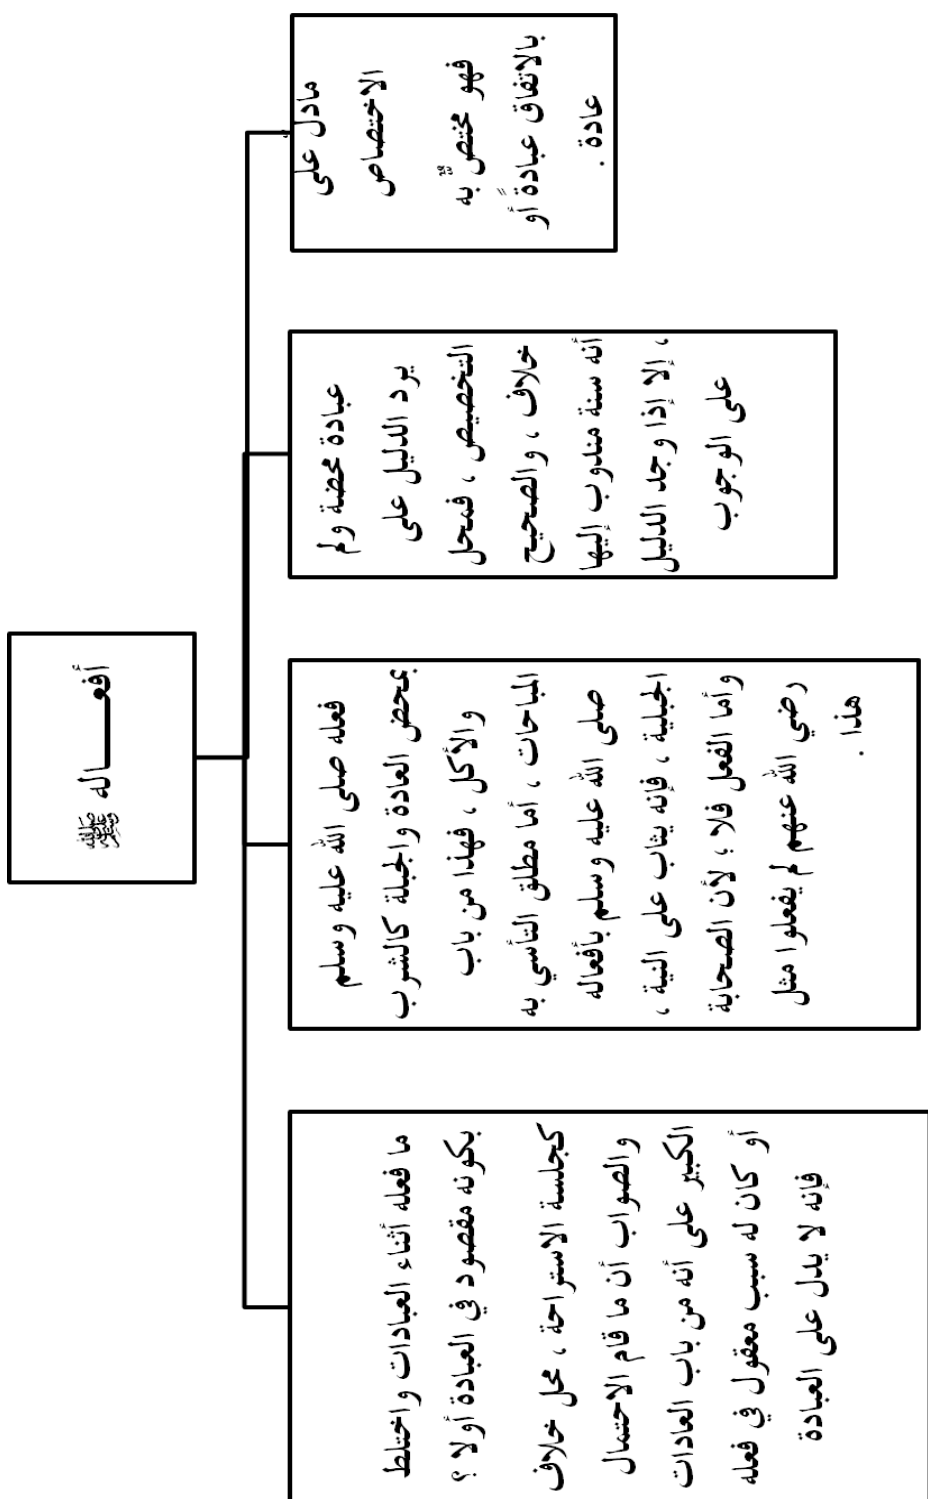 أفعـــاله ﷺ
مادل على
الاختصاص
فهو مختصٌّ به
بالاتفاق عبادةً أو
عادة .
عبادة محضة ولم
يرد الدليل على
التخصيص ، فمحل
خلاف ، والصحيح
أنه سنة مندوب إليها
، إلا إذا وجد الدليل
على الوجوب
فعله صلى الله عليه وسلم
بمحض العادة والجبلة كالشرب
والأكل ، فهذا من باب
المباحات ، أما مطلق التأسي به
صلى الله عليه وسلم بأفعاله
الجبلية ، فإنه يثاب على النية ،
وأما الفعل فلا ؛ لأن الصحابة
رضي الله عنهم لم يفعلوا مثل
هذا .
ما فعله أثناء العبادات واختلط
بكونه مقصود في العبادة أولا ؟
كجلسة الاستراحة ، محل خلاف
والصواب أن ما قام الاحتمال
الكبير على أنه من باب العادات
أو كان له سبب معقول في فعله
فإنه لا يدل على العبادة